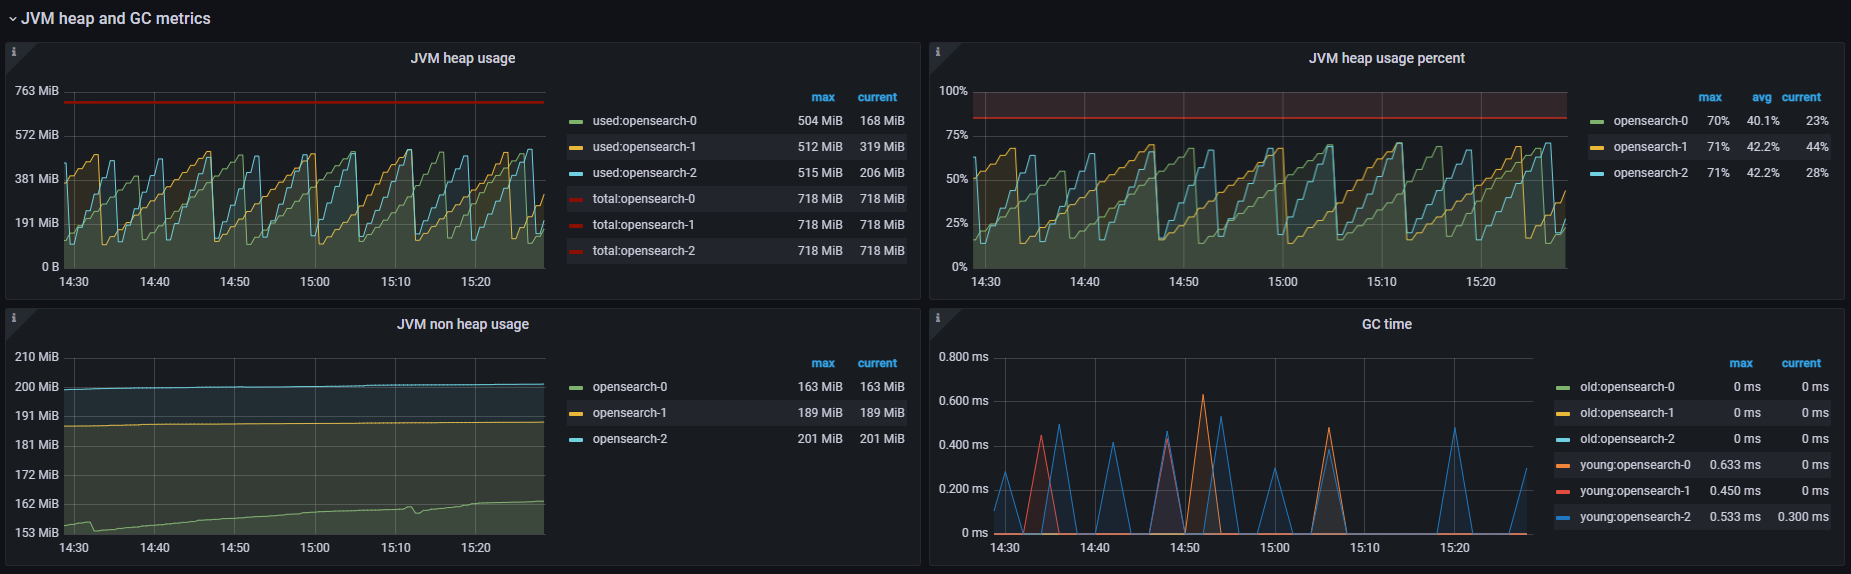 JVM heap and GC metrics
JVM heap usage
763 MiB
572 MiB
381 MiB
191 MiB
0 B
14:30 14:40 14:50 15:00 15:10 15:20
max current
used:opensearch-0 504 MiB 168 MiB
used:opensearch-1 512 MiB 319 MiB
used:opensearch-2 515 MiB 206 MiB
total:opensearch-0 718 MiB 718 MiB
total:opensearch-1 718 MiB 718 MiB
total:opensearch-2 718 MiB 718 MiB
JVM heap usage percent
100%
75%
50%
25%
0%
14:30 14:40 14:50 15:00 15:10 15:20
max avg current
opensearch-0 70% 40.1% 23%
opensearch-1 71% 42.2% 44%
opensearch-2 71% 42.2% 28%
JVM non heap usage
210 MiB
200 MiB
191 MiB
181 MiB
172 MiB
162 MiB
153 MiB
14:30 14:40 14:50 15:00 15:10 15:20
max current
opensearch-0 163 MiB 163 MiB
opensearch-1 189 MiB 189 MiB
opensearch-2 201 MiB 201 MiB
GC time
0.800 ms
0.600 ms
0.400 ms
0.200 ms
0 ms
14:30 14:40 14:50 15:00 15:10 15:20
max current
old:opensearch-0 0 ms 0 ms
old:opensearch-1 0 ms 0 ms
old:opensearch-2 0 ms 0 ms
young:opensearch-0 0.633 ms 0 ms
young:opensearch-1 0.450 ms 0 ms
young:opensearch-2 0.533 ms 0.300 ms